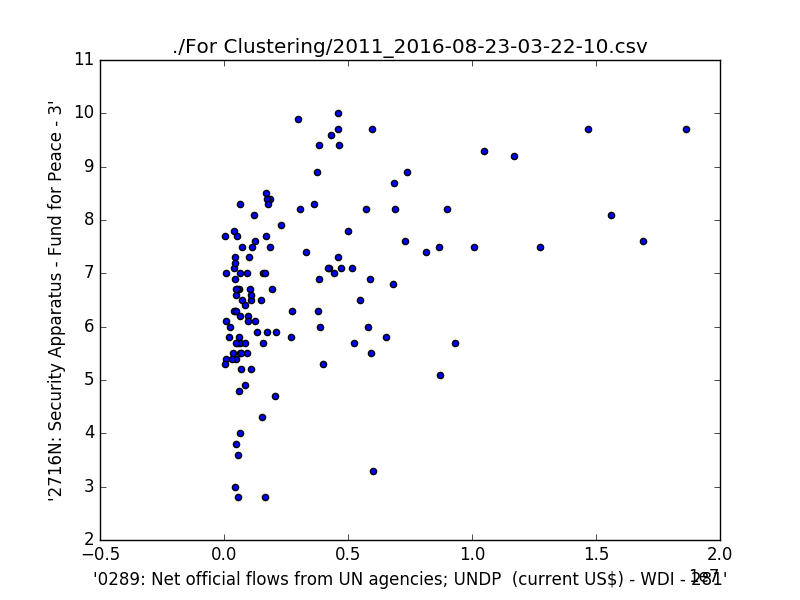 ./For Clustering/2011_2016-08-23-03-22-10.csv
11
10
9
8
7
6
5
4
3
2
'2716N: Security Apparatus - Fund for Peace - 3'
−0.5 0.0 0.5 1.0 1.5 2.0
1e7
'0289: Net official flows from UN agencies; UNDP  (current US$) - WDI - 281'